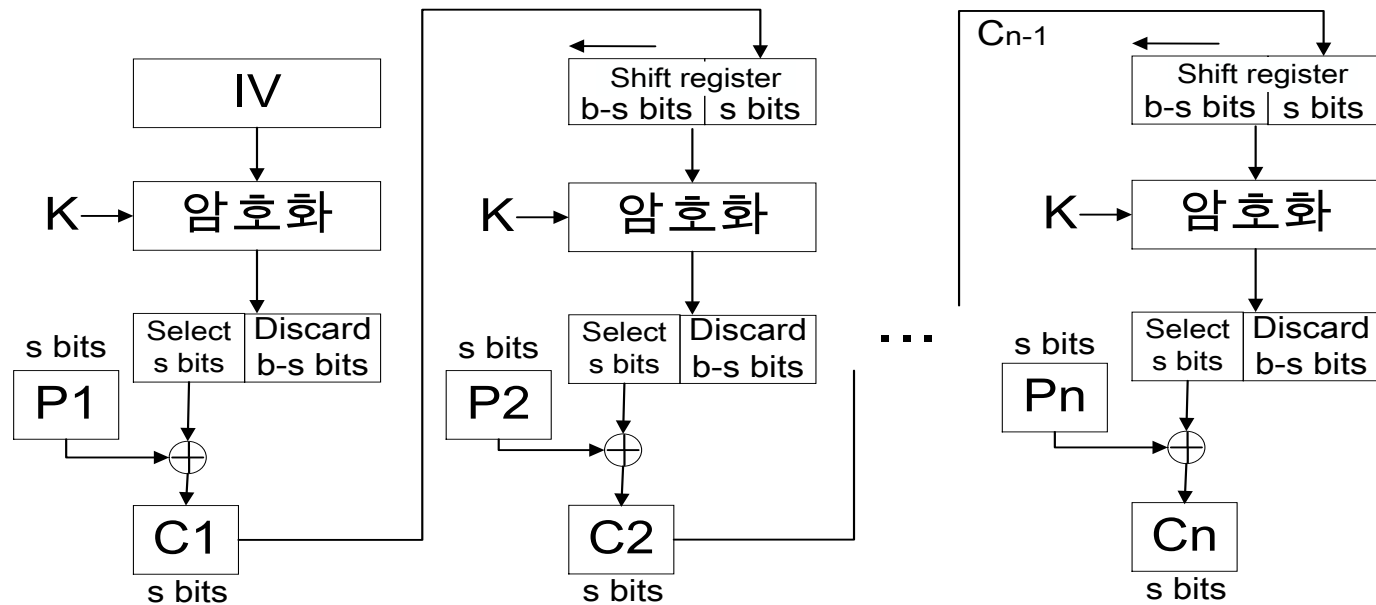 IV
K
암호화
Select
s bits
Discard
b-s bits
s bits
P1
C1
s bits
Shift register
b-s bits
s bits
K
암호화
Select
s bits
Discard
b-s bits
s bits
P2
C2
s bits
...
Cn-1
Shift register
b-s bits
s bits
K
암호화
Select
s bits
Discard
b-s bits
s bits
Pn
Cn
s bits